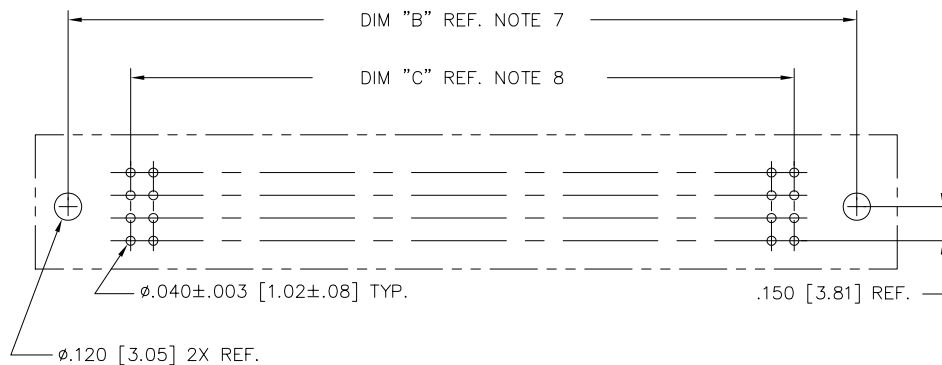 DIM "B" REF. NOTE 7
DIM "C" REF. NOTE 8
ø.040±.003 [1.02±.08] TYP.
.150 [3.81] REF.
ø.120 [3.05] 2X REF.